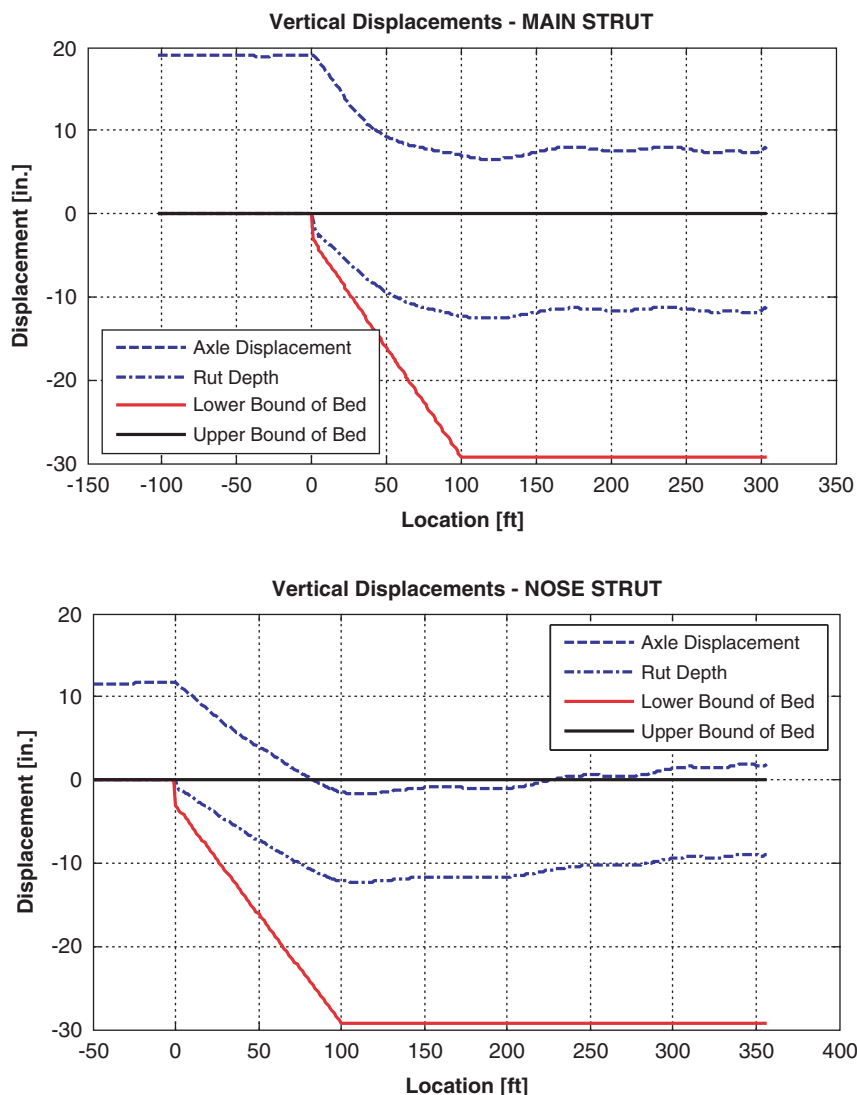 Vertical Displacements - MAIN STRUT
20
10
0
-10
-20
-30
Displacement [in.]
Axle Displacement
Rut Depth
Lower Bound of Bed
Upper Bound of Bed
-150 -100 -50 0 50 100 150 200 250 300 350
Location [ft]
Vertical Displacements - NOSE STRUT
20
10
0
-10
-20
-30
Displacement [in.]
Axle Displacement
Rut Depth
Lower Bound of Bed
Upper Bound of Bed
-50 0 50 100 150 200 250 300 350 400
Location [ft]